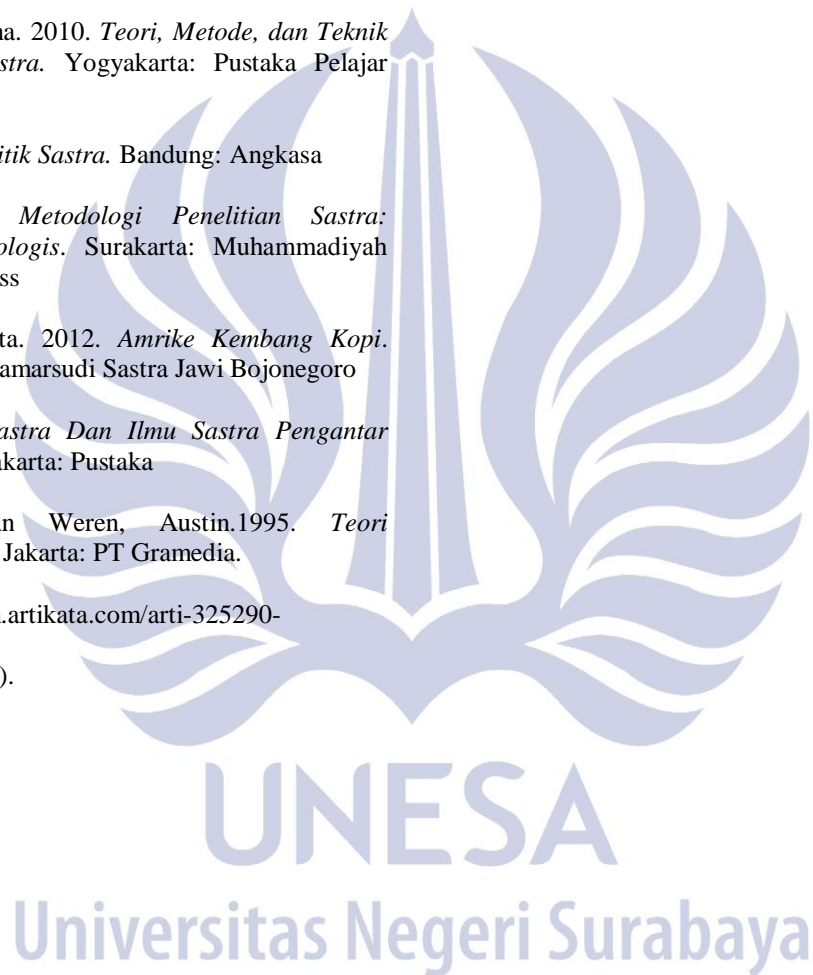 na. 2010. Teori, Metode, dan Teknik
stra. Yogyakarta: Pustaka Pelajar
itik Sastra. Bandung: Angkasa
Metodologi Penelitian Sastra:
ologis. Surakarta: Muhammadiyah
ss
ta. 2012. Amrike Kembang Kopi.
amarsudi Sastra Jawi Bojonegoro
astra Dan Ilmu Sastra Pengantar
akarta: Pustaka
an Weren, Austin.1995. Teori
Jakarta: PT Gramedia.
.artikata.com/arti-325290-
).
UNESA
Universitas Negeri Surabaya